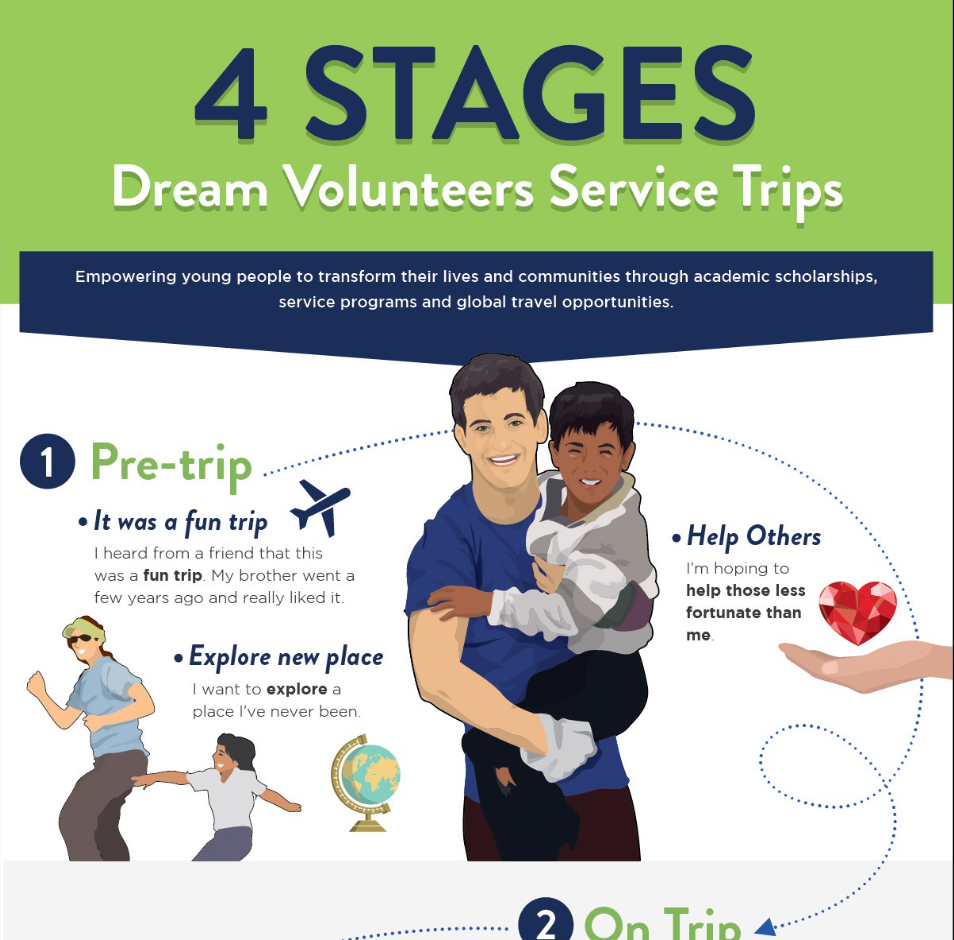 4 STAGES
Dream Volunteers Service Trips
Empowering young people to transform their lives and communities through academic scholarships,
service programs and global travel opportunities.
1 Pre-trip
• It was a fun trip
I heard from a friend that this
was a fun trip. My brother went a
few years ago and really liked it.
• Explore new place
I want to explore a
place I've never been.
• Help Others
I'm hoping to
help those less
fortunate than
me.
2 On Trip